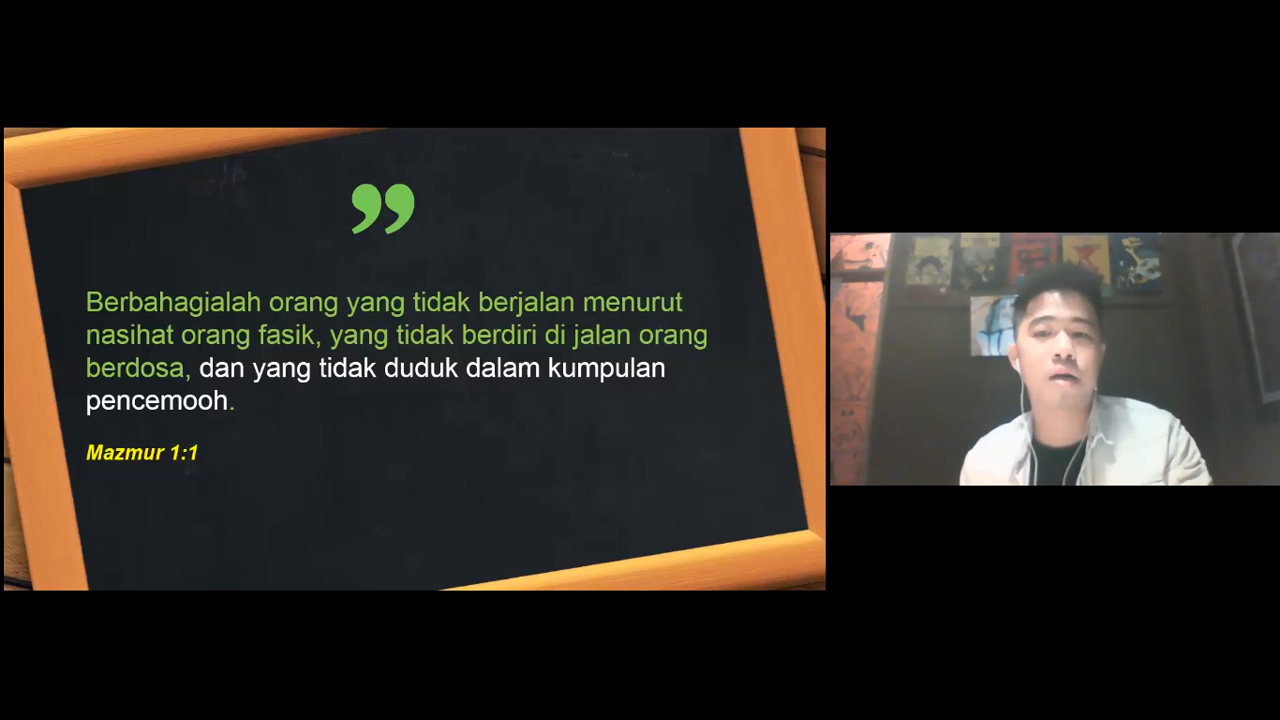 ”
Berbahagialah orang yang tidak berjalan menurut
nasihat orang fasik, yang tidak berdiri di jalan orang
berdosa, dan yang tidak duduk dalam kumpulan
pencemooh.
Mazmur 1:1